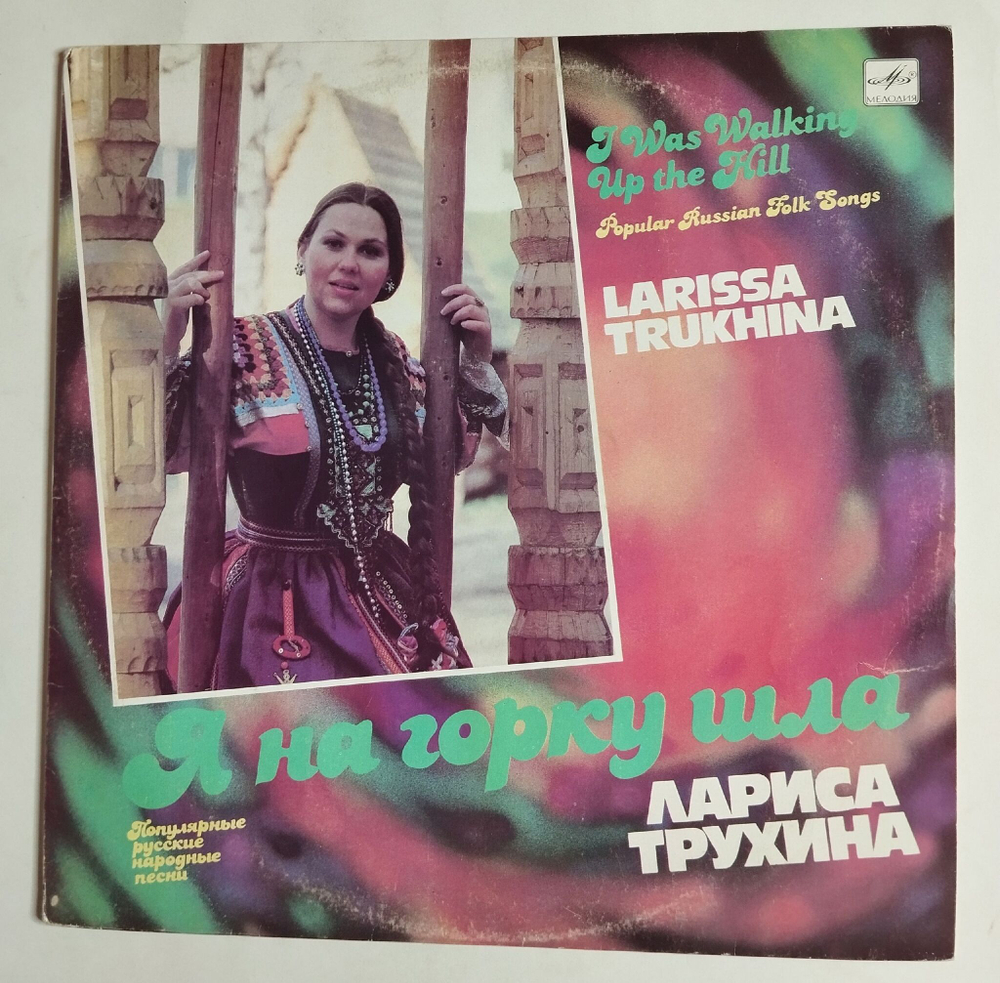 МЕЛОДИЯ
I Was Walking
Up the Hill
Popular Russian Folk Songs
LARISSA
TRUKHINA
Я на горку шла
ЛАРИСА
ТРУХИНА
Популярные
русские
народные
песни